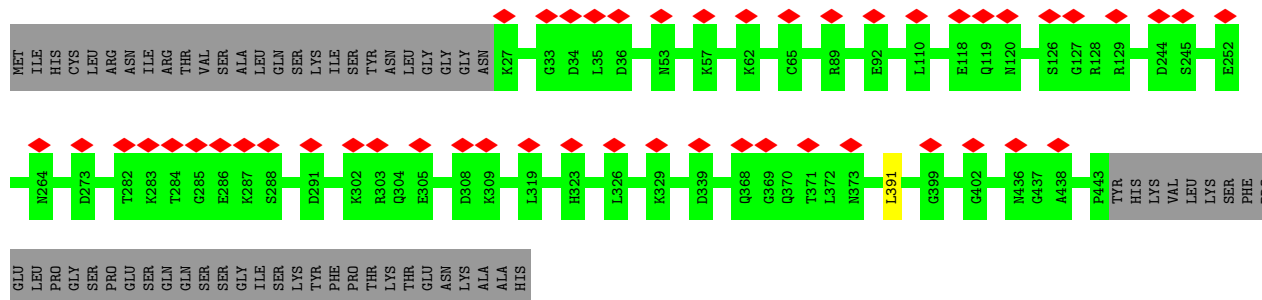 MET ILE HIS CYS LEU ARG ASN ILE ARG THR VAL SER ALA LEU GLN SER LYS ILE SER TYR ASN LEU GLY GLY GLY ASN K27 G33 D34 L35 D36 N53 K57 K62 C65 R89 E92 L110 E118 Q119 N120 S126 G127 R128 R129 D244 S245 E252
N264 D273 T282 K283 T284 G285 E286 K287 S288 D291 K302 R303 Q304 E305 D308 K309 L319 H323 L326 K329 D339 Q368 G369 Q370 T371 L372 N373 L391 G399 G402 N436 G437 A438 P443 TYR HIS LYS VAL LEU LYS SER PHE
GLU LEU PRO GLY SER PRO GLU SER GLN GLN SER SER GLY ILE SER LYS TYR PHE PRO THR LYS THR GLU ASN LYS ALA ALA HIS